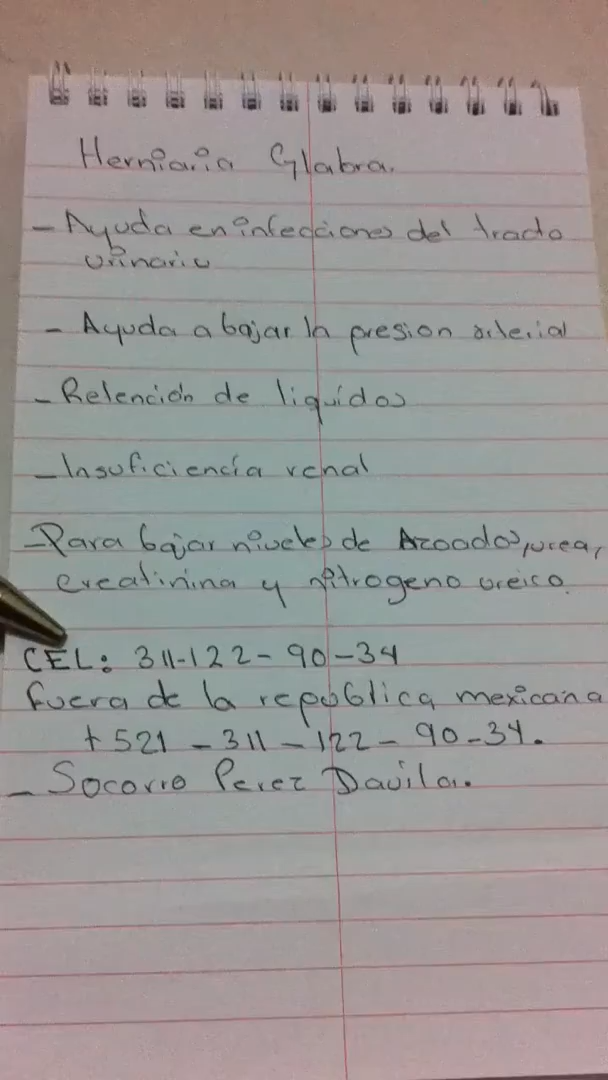 Herniaria Glabra.
- Ayuda en infecciones del tracto
urinario
- Ayuda a bajar la presion arterial
- Retención de liquídos
- Insuficiencía renal
- Para bajar niveles de Azoados, urea,
creatinina y nitrogeno ureico.
CEL: 311-122-90-34
Fuera de la república mexicana
+521-311-122-90-34.
- Socorro Perez Davila.